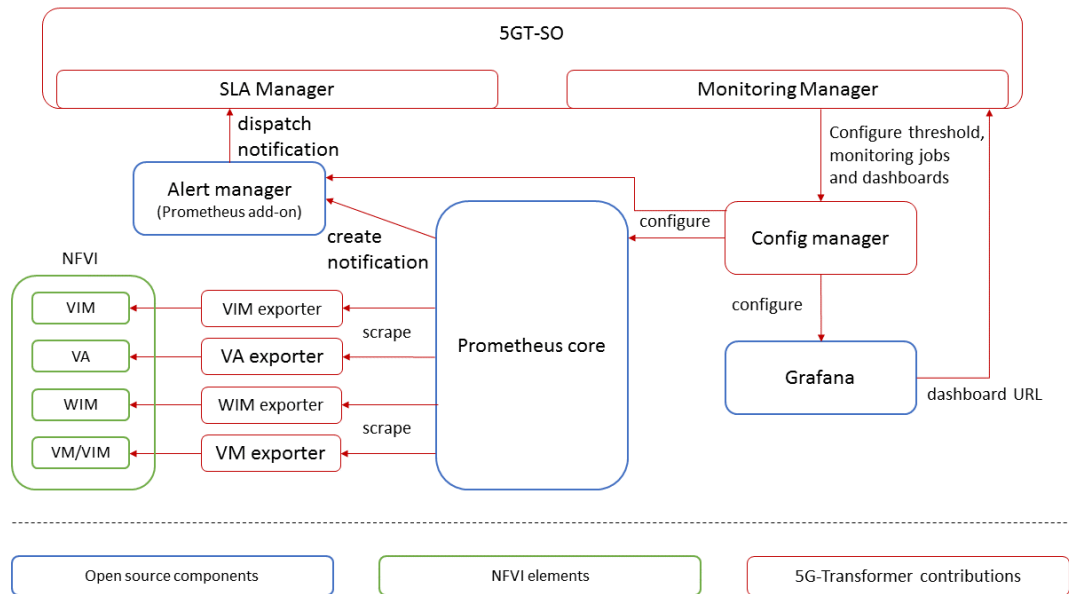 5GT-SO
SLA Manager
Monitoring Manager
dispatch
notification
Configure threshold,
monitoring jobs
and dashboards
Alert manager
(Prometheus add-on)
configure
Config manager
create
notification
NFVI
VIM
VIM exporter
scrape
configure
VA
VA exporter
Prometheus core
Grafana
dashboard URL
WIM
WIM exporter
scrape
VM/VIM
VM exporter
Open source components
NFVI elements
5G-Transformer contributions